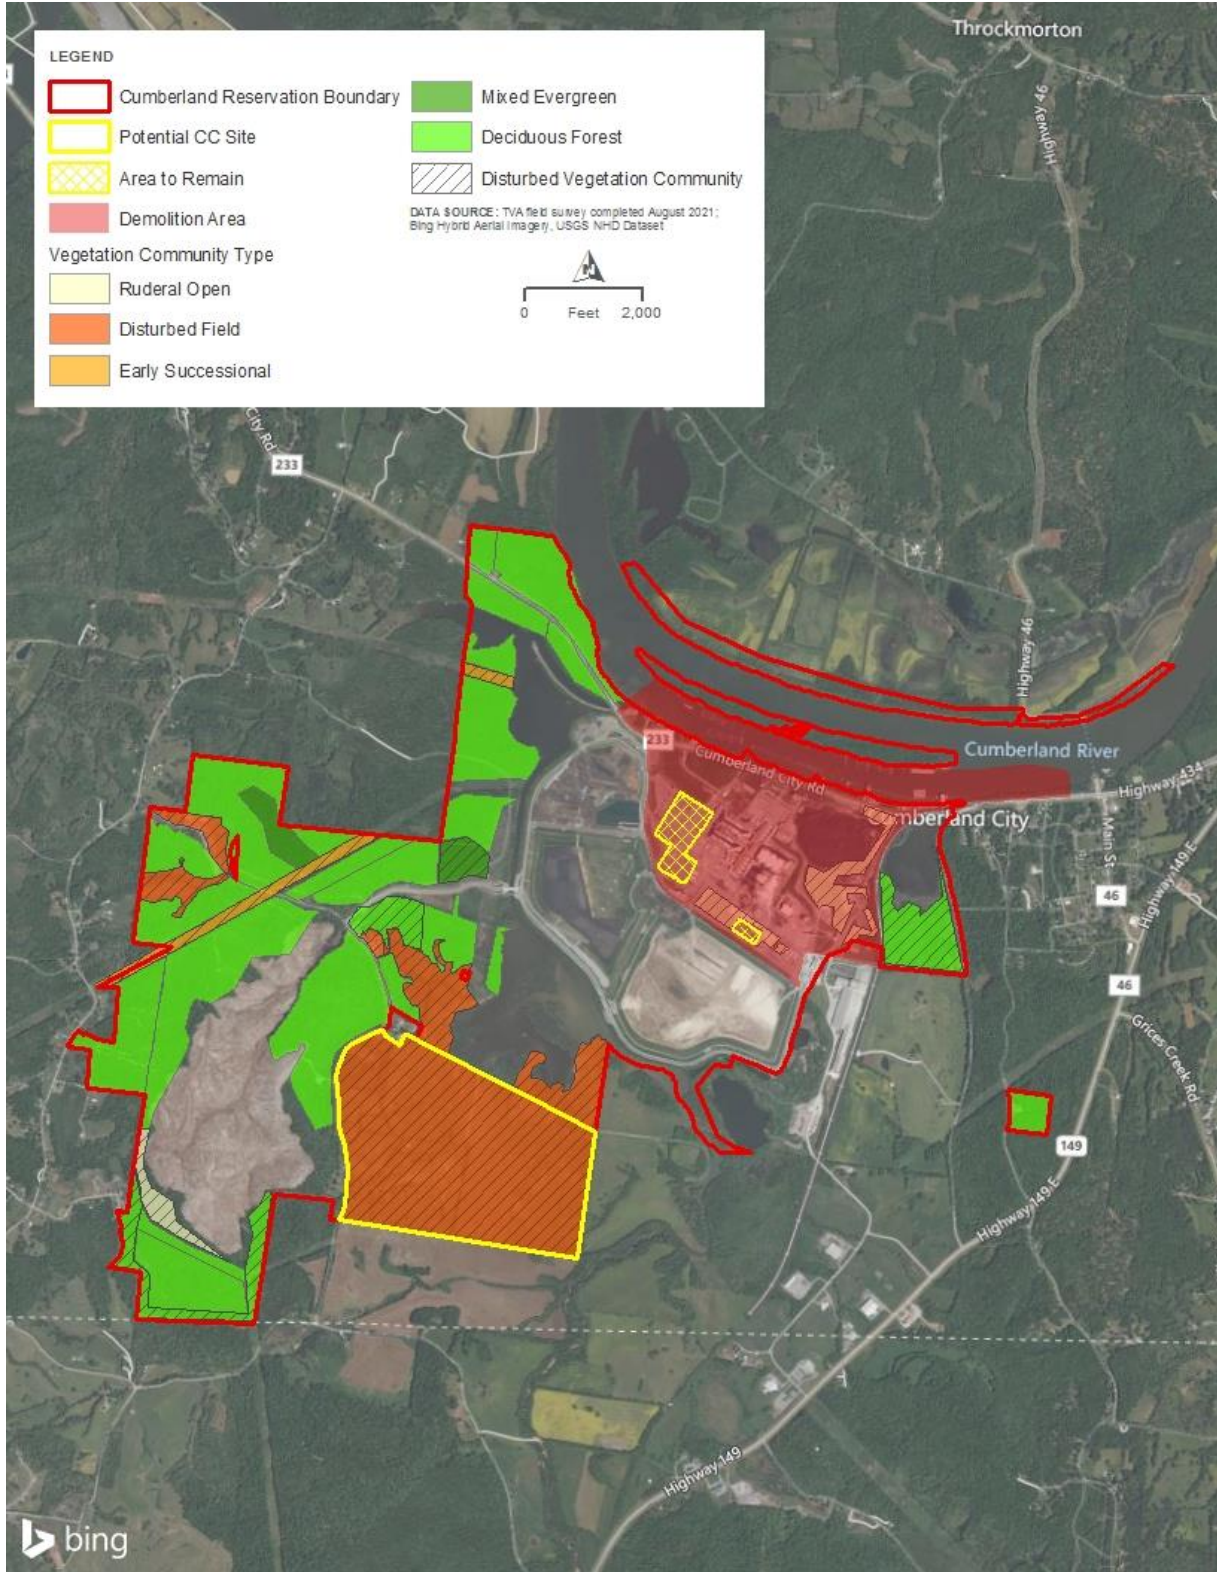 Throckmorton
LEGEND
Cumberland Reservation Boundary
Potential CC Site
Area to Remain
Demolition Area
Vegetation Community Type
Ruderal Open
Disturbed Field
Early Successional
Mixed Evergreen
Deciduous Forest
Disturbed Vegetation Community
DATA SOURCE: TVA field survey completed August 2021;
Bing Hybrid Aerial Imagery, USGS NHD Dataset
N
0 Feet 2,000
Highway 46
City Rd
233
Highway 46
233
Cumberland City Rd
Cumberland River
Highway 434
mberland City
Main St
46
Highway 149 E
46
Grices Creek Rd
149
Highway 149 E
Highway 149
bing